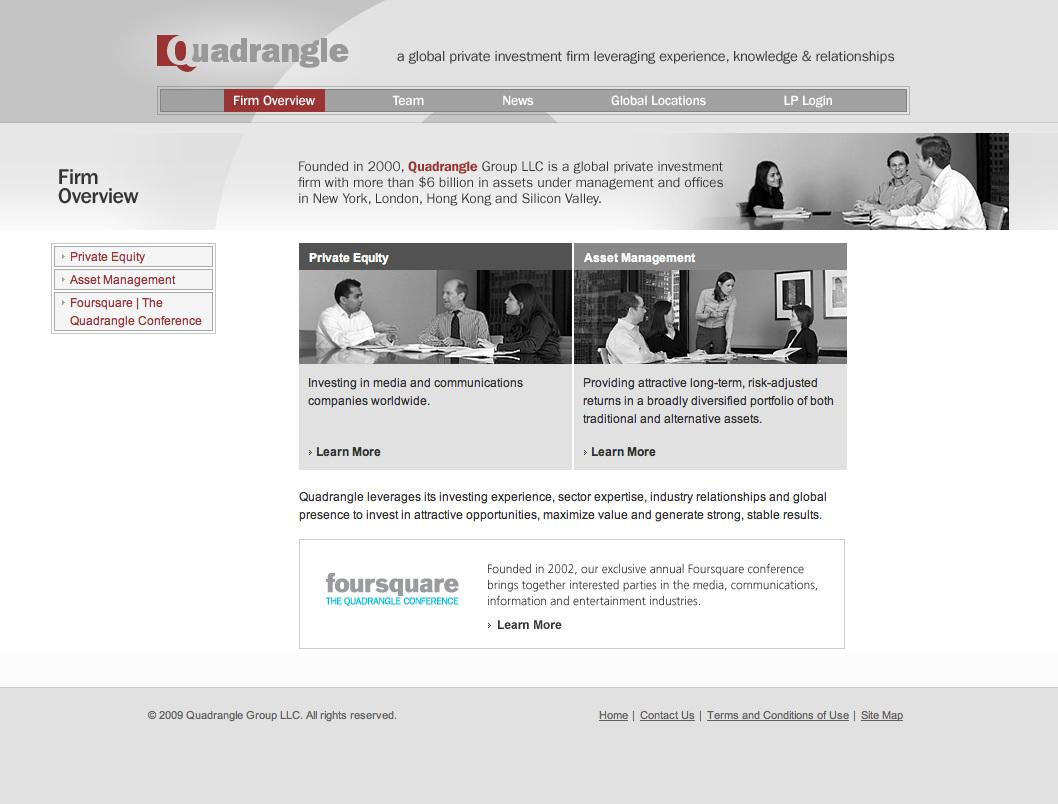 Quadrangle
a global private investment firm leveraging experience, knowledge & relationships
Firm Overview
Team
News
Global Locations
LP Login
Firm
Overview
Founded in 2000, Quadrangle Group LLC is a global private investment
firm with more than $6 billion in assets under management and offices
in New York, London, Hong Kong and Silicon Valley.
Private Equity
Asset Management
Foursquare | The
Quadrangle Conference
Private Equity
Investing in media and communications
companies worldwide.
Learn More
Asset Management
Providing attractive long-term, risk-adjusted
returns in a broadly diversified portfolio of both
traditional and alternative assets.
Learn More
Quadrangle leverages its investing experience, sector expertise, industry relationships and global
presence to invest in attractive opportunities, maximize value and generate strong, stable results.
foursquare
THE QUADRANGLE CONFERENCE
Founded in 2002, our exclusive annual Foursquare conference
brings together interested parties in the media, communications,
information and entertainment industries.
Learn More
© 2009 Quadrangle Group LLC. All rights reserved.
Home | Contact Us | Terms and Conditions of Use | Site Map